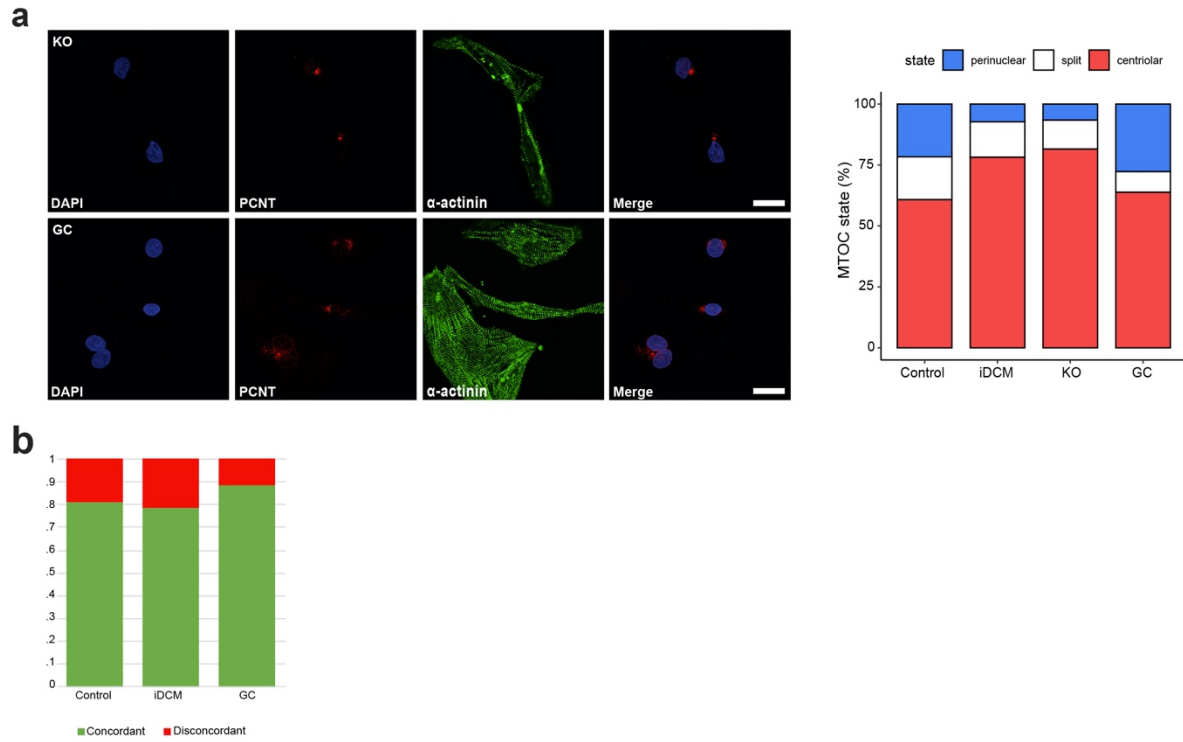 a
KO
DAPI
PCNT
α-actinin
Merge
GC
DAPI
PCNT
α-actinin
Merge
state perinuclear split centriolar
MTOC state (%)
100
75
50
25
0
Control iDCM KO GC
b
1
.9
.8
.7
.6
.5
.4
.3
.2
.1
0
Control iDCM GC
Concordant Disconcordant